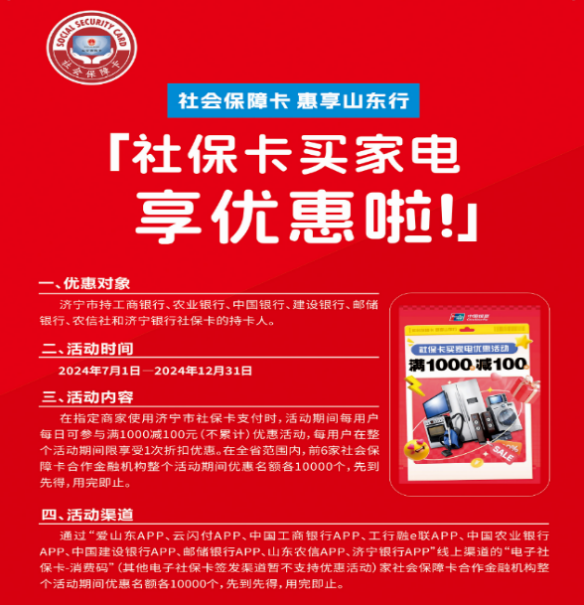 SOCIAL SECURITY CARD
社会保障卡
社会保障卡 惠享山东行
「社保卡买家电
享优惠啦!」
一、优惠对象
济宁市持工商银行、农业银行、中国银行、建设银行、邮储
银行、农信社和济宁银行社保卡的持卡人。
二、活动时间
2024年7月1日—2024年12月31日
三、活动内容
在指定商家使用济宁市社保卡支付时,活动期间每用户
每日可参与满1000减100元(不累计)优惠活动,每用户在整
个活动期间限享受1次折扣优惠。在全省范围内,前6家社会保
障卡合作金融机构整个活动期间优惠名额各10000个,先到
先得,用完即止。
社保卡买家电优惠活动
满1000减100
SALE
四、活动渠道
通过“爱山东APP、云闪付APP、中国工商银行APP、工行融e联APP、中国农业银行
APP、中国建设银行APP、邮储银行APP、山东农信APP、济宁银行APP”线上渠道的“电子社
保卡-消费码”(其他电子社保卡签发渠道暂不支持优惠活动)家社会保障卡合作金融机构整
个活动期间优惠名额各10000个,先到先得,用完即止。